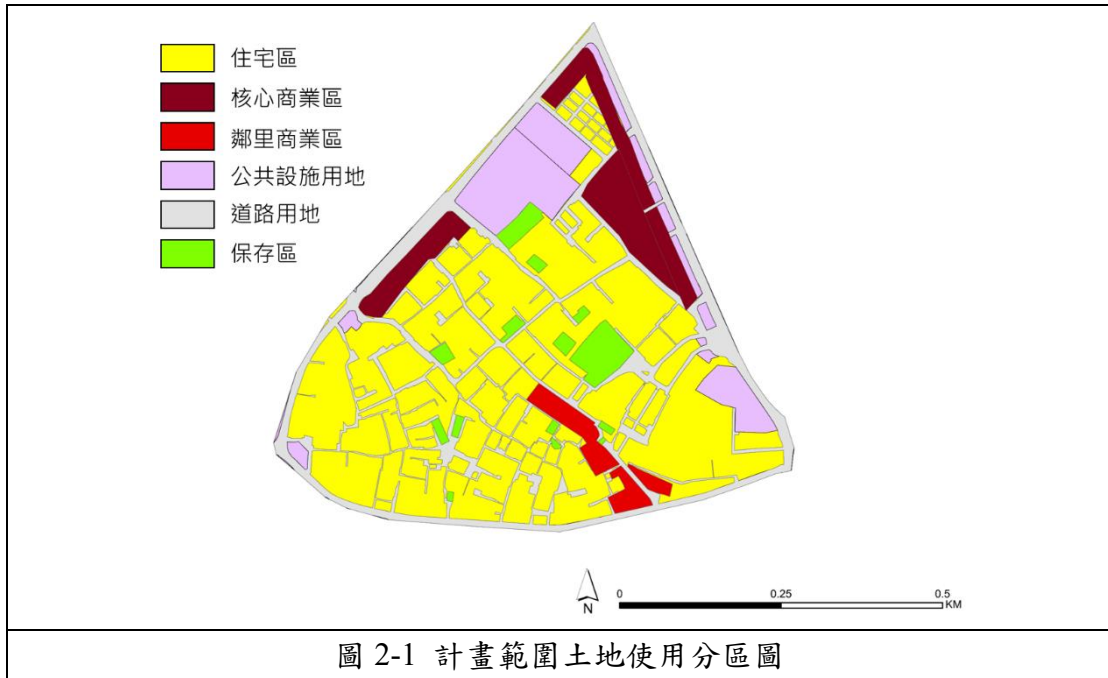 住宅區
核心商業區
鄰里商業區
公共設施用地
道路用地
保存區
N
0 0.25 0.5
KM
圖 2-1 計畫範圍土地使用分區圖